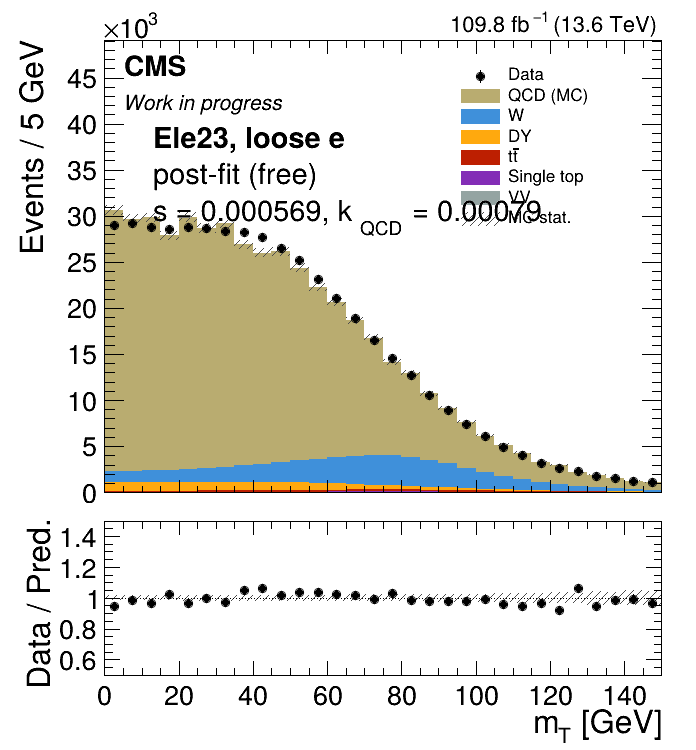 ×10³
109.8 fb⁻¹ (13.6 TeV)
Events / 5 GeV
CMS
Work in progress
Ele23, loose e
post-fit (free)
s = 0.000569, k QCD = 0.00079
Data
QCD (MC)
W
DY
tt̄
Single top
VV
MC stat.
45
40
35
30
25
20
15
10
5
0
Data / Pred.
1.4
1.2
1
0.8
0.6
0 20 40 60 80 100 120 140
m_T [GeV]